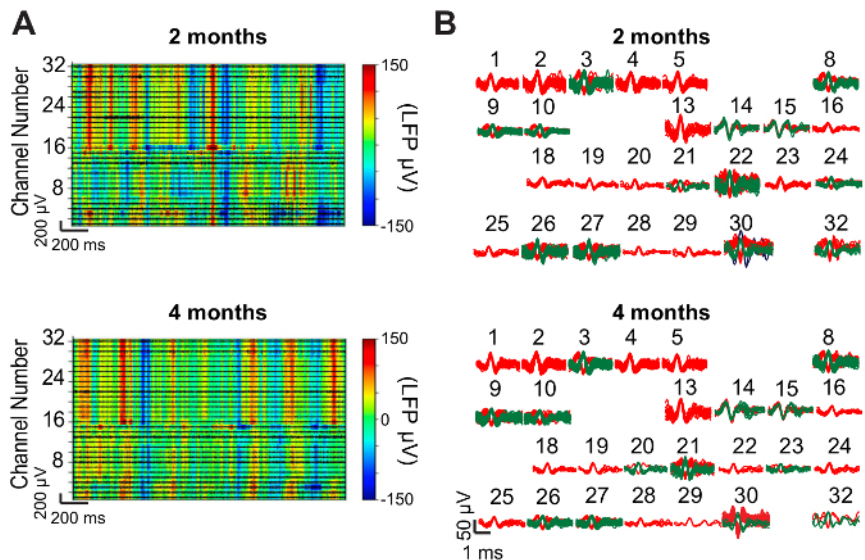 A
2 months
Channel Number
32
24
16
8
200 µV
200 ms
150
-150
(LFP µV)
4 months
Channel Number
32
24
16
8
200 µV
200 ms
150
0
-150
(LFP µV)
B
2 months
1 2 3 4 5 8
9 10 13 14 15 16
18 19 20 21 22 23 24
25 26 27 28 29 30 32
4 months
1 2 3 4 5 8
9 10 13 14 15 16
18 19 20 21 22 23 24
25 26 27 28 29 30 32
50 µV
1 ms